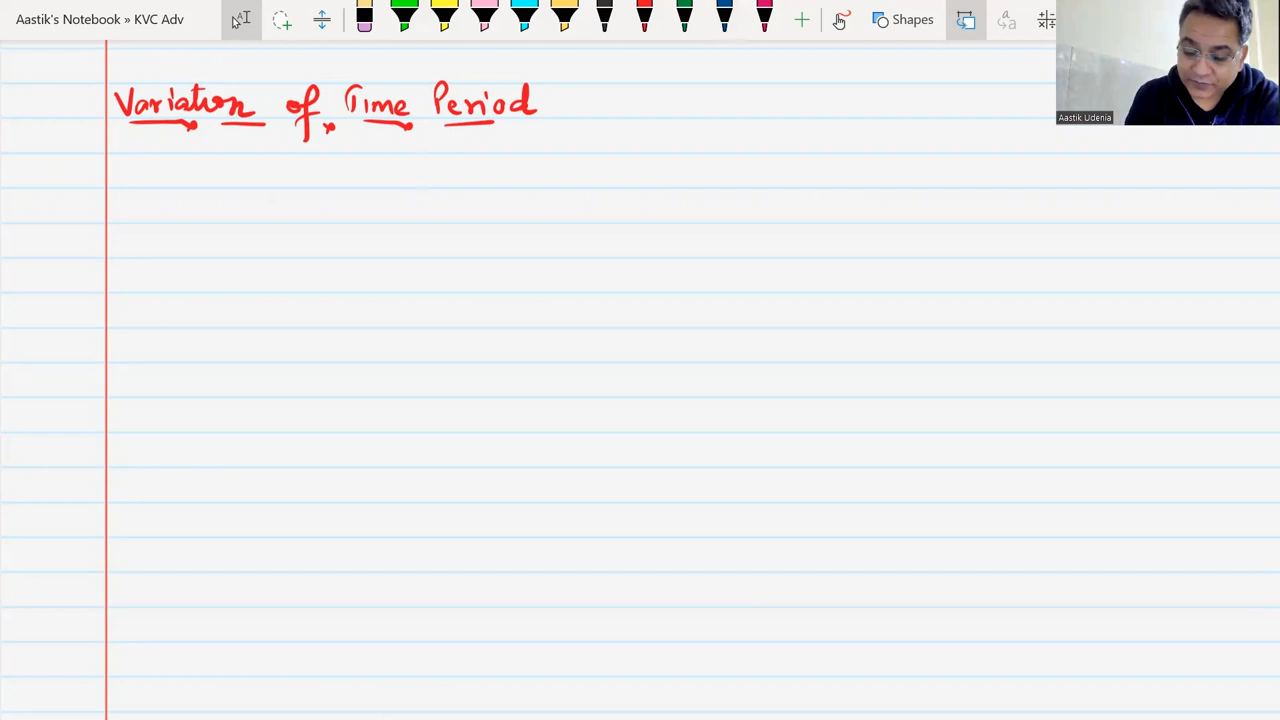 Aastik's Notebook » KVC Adv
Shapes
Variation of Time Period
Aastik Udenia